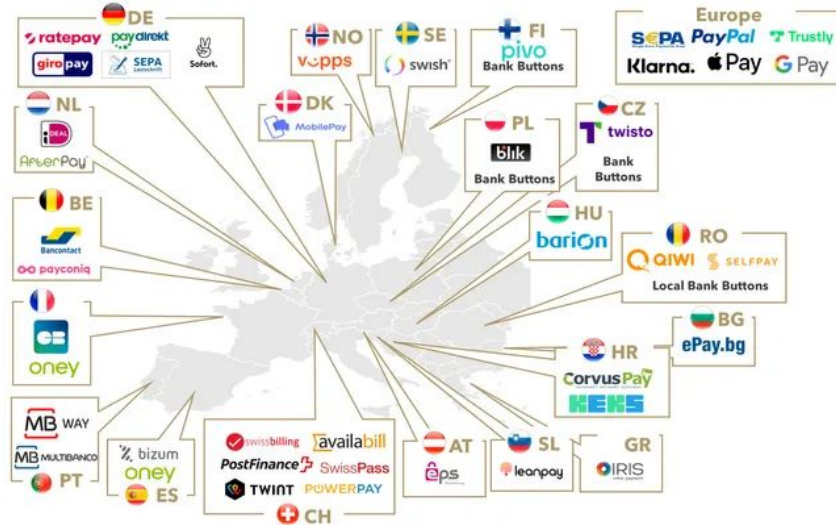 DE
ratepay
paydirekt
giropay
SEPA
Lastschrift
Sofort.
NO
vipps
SE
swish
FI
pivo
Bank Buttons
Europe
SEPA
PayPal
Trustly
Klarna.
Pay
G Pay
NL
iDEAL
AfterPay
DK
MobilePay
PL
blik
Bank Buttons
CZ
twisto
Bank
Buttons
BE
Bancontact
payconiq
HU
barion
RO
QIWI
SELFPAY
Local Bank Buttons
CB
oney
BG
ePay.bg
HR
CorvusPay
KEKS
MB WAY
MB MULTIBANCO
PT
bizum
oney
ES
swissbilling
availabill
PostFinance
SwissPass
TWINT
POWERPAY
CH
AT
eps
SL
leanpay
GR
IRIS